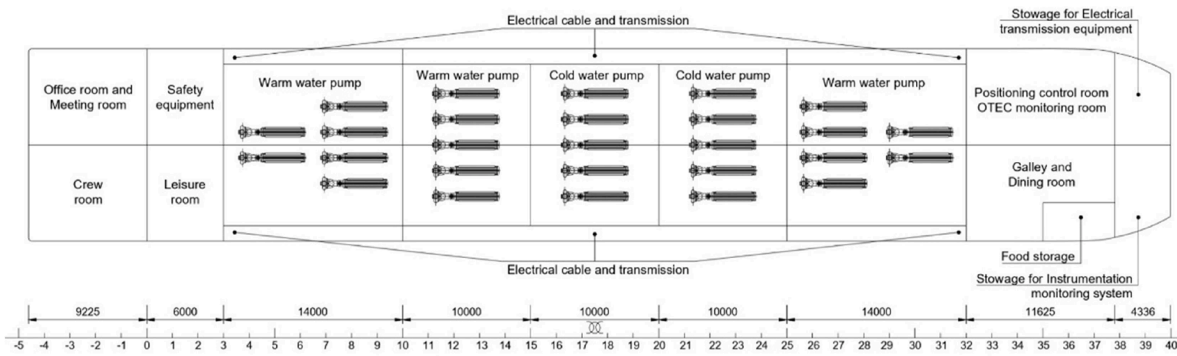 Electrical cable and transmission
Stowage for Electrical
transmission equipment
Office room and
Meeting room
Safety
equipment
Warm water pump
Warm water pump
Cold water pump
Cold water pump
Warm water pump
Positioning control room
OTEC monitoring room
Crew
room
Leisure
room
Galley and
Dining room
Food storage
Electrical cable and transmission
Stowage for Instrumentation
monitoring system
9225 6000 14000 10000 10000 10000 14000 11625 4336
-5 -4 -3 -2 -1 0 1 2 3 4 5 6 7 8 9 10 11 12 13 14 15 16 17 18 19 20 21 22 23 24 25 26 27 28 29 30 31 32 33 34 35 36 37 38 39 40